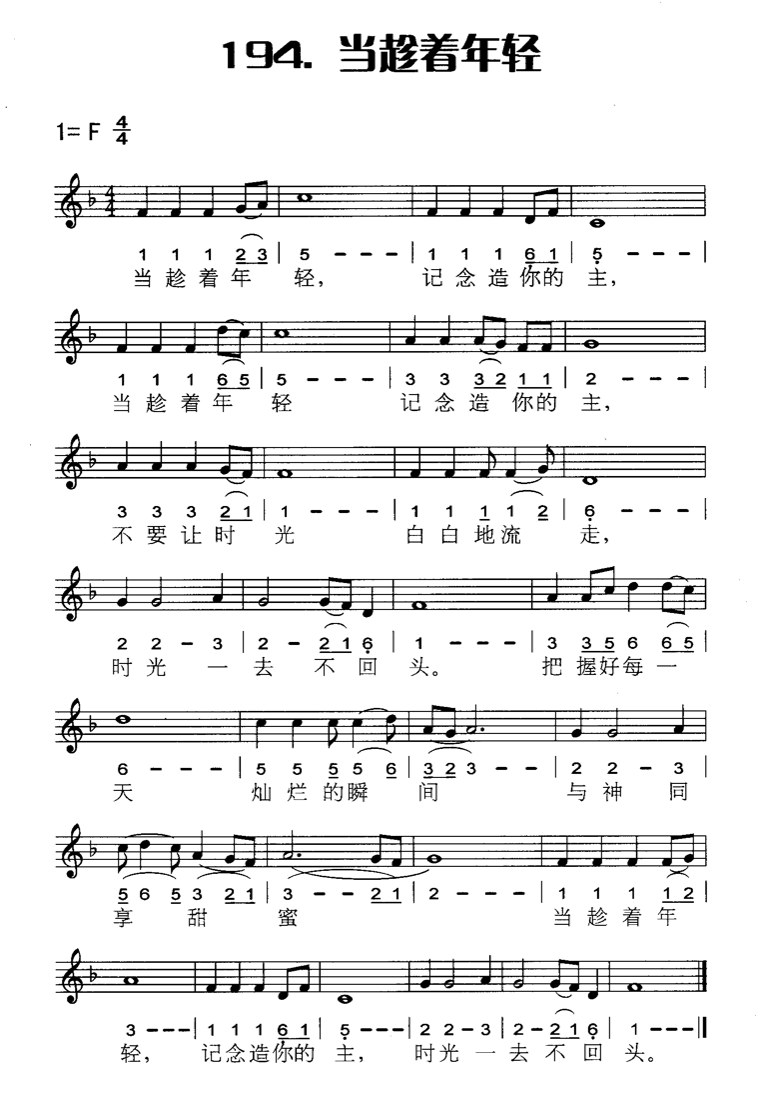 194. 当趁着年轻
1= F 4/4
1 1 1 2 3 | 5 - - - | 1 1 1 6 1 | 5 - - - |
当趁着年 轻， 记念造你的 主，
1 1 1 6 5 | 5 - - - | 3 3 3 2 1 1 | 2 - - - |
当趁着年 轻 记念造 你的 主，
3 3 3 2 1 | 1 - - - | 1 1 1 1 2 | 6 - - - |
不要让时 光 白白地流 走，
2 2 - 3 | 2 - 2 1 6 | 1 - - - | 3 3 5 6 6 5 |
时光 一 去 不回 头。 把握好每一
6 - - - | 5 5 5 5 6 | 3 2 3 - - | 2 2 - 3 |
天 灿烂的瞬 间 与神 同
5 6 5 3 2 1 | 3 - - 2 1 | 2 - - - | 1 1 1 1 2 |
享 甜 蜜 当趁着年
3 - - - | 1 1 1 6 1 | 5 - - - | 2 2 - 3 | 2 - 2 1 6 | 1 - - - ||
轻， 记念造你的 主， 时光 一 去 不回 头。